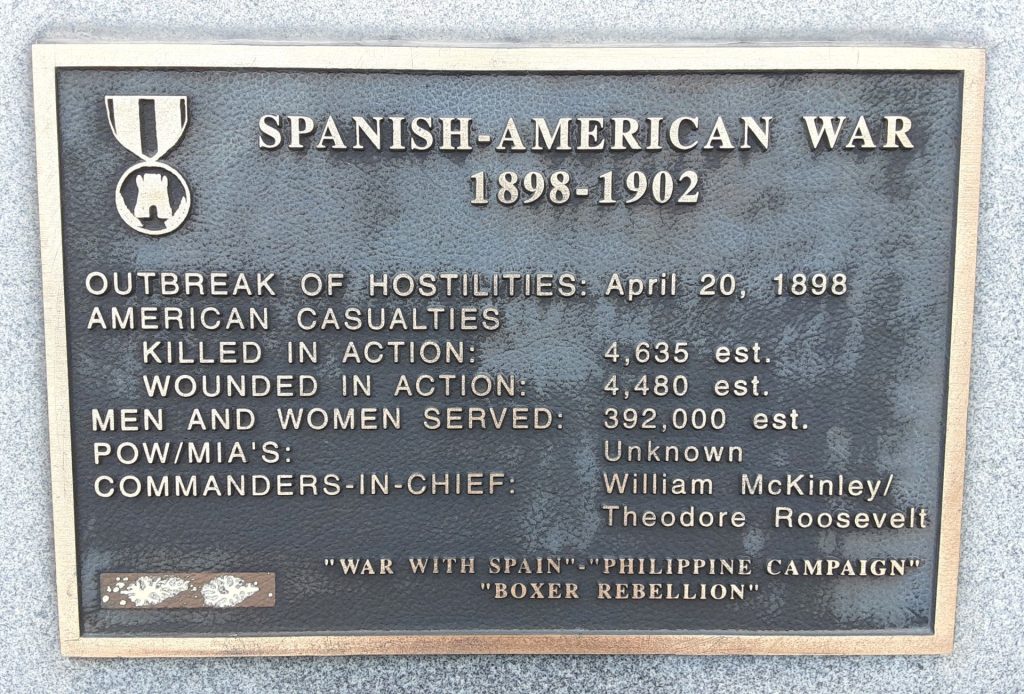 SPANISH-AMERICAN WAR
1898-1902
OUTBREAK OF HOSTILITIES: April 20, 1898
AMERICAN CASUALTIES
KILLED IN ACTION: 4,635 est.
WOUNDED IN ACTION: 4,480 est.
MEN AND WOMEN SERVED: 392,000 est.
POW/MIA'S: Unknown
COMMANDERS-IN-CHIEF: William McKinley/
Theodore Roosevelt
"WAR WITH SPAIN"-"PHILIPPINE CAMPAIGN"
"BOXER REBELLION"